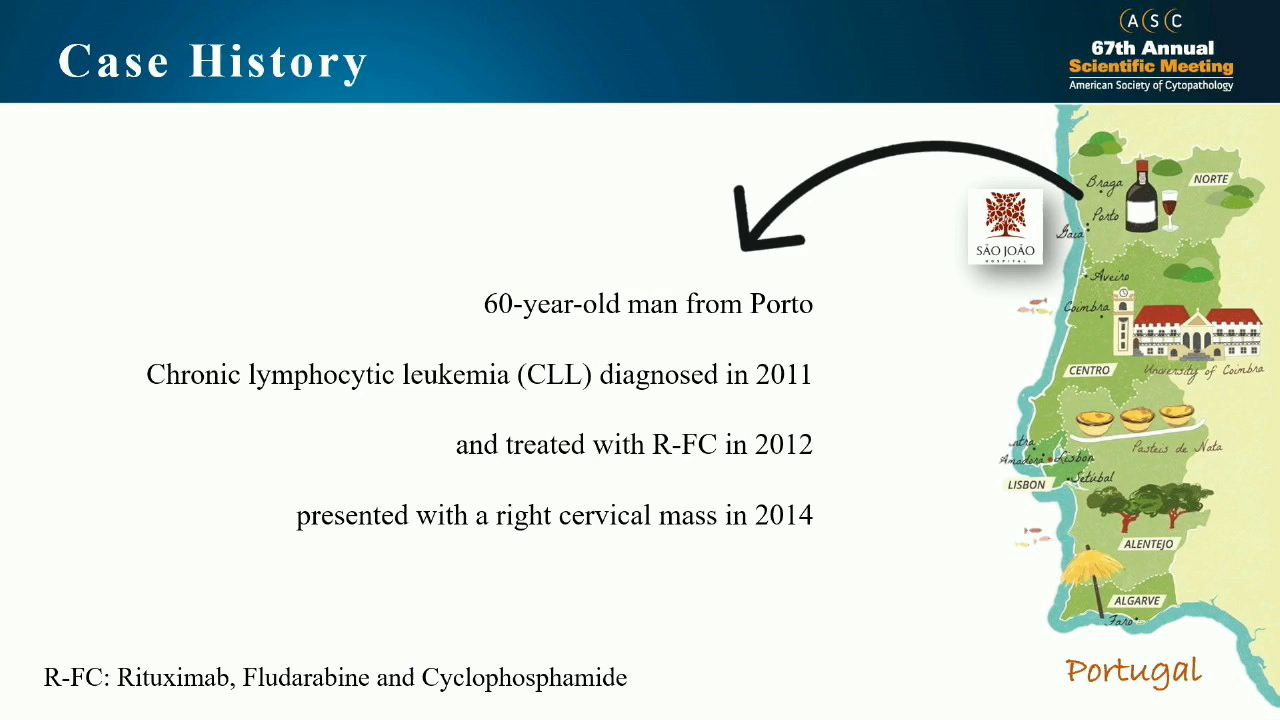 Case History
(A(S(C
67th Annual
Scientific Meeting
American Society of Cytopathology
Braga
NORTE
Porto
Gaia
SÃO JOÃO
HOSPITAL
Aveiro
60-year-old man from Porto
Coimbra
Chronic lymphocytic leukemia (CLL) diagnosed in 2011
CENTRO
University of Coimbra
and treated with R-FC in 2012
Pasteis de Nata
Amadora
Lisbon
LISBON
Setúbal
presented with a right cervical mass in 2014
ALENTEJO
ALGARVE
Faro
Portugal
R-FC: Rituximab, Fludarabine and Cyclophosphamide